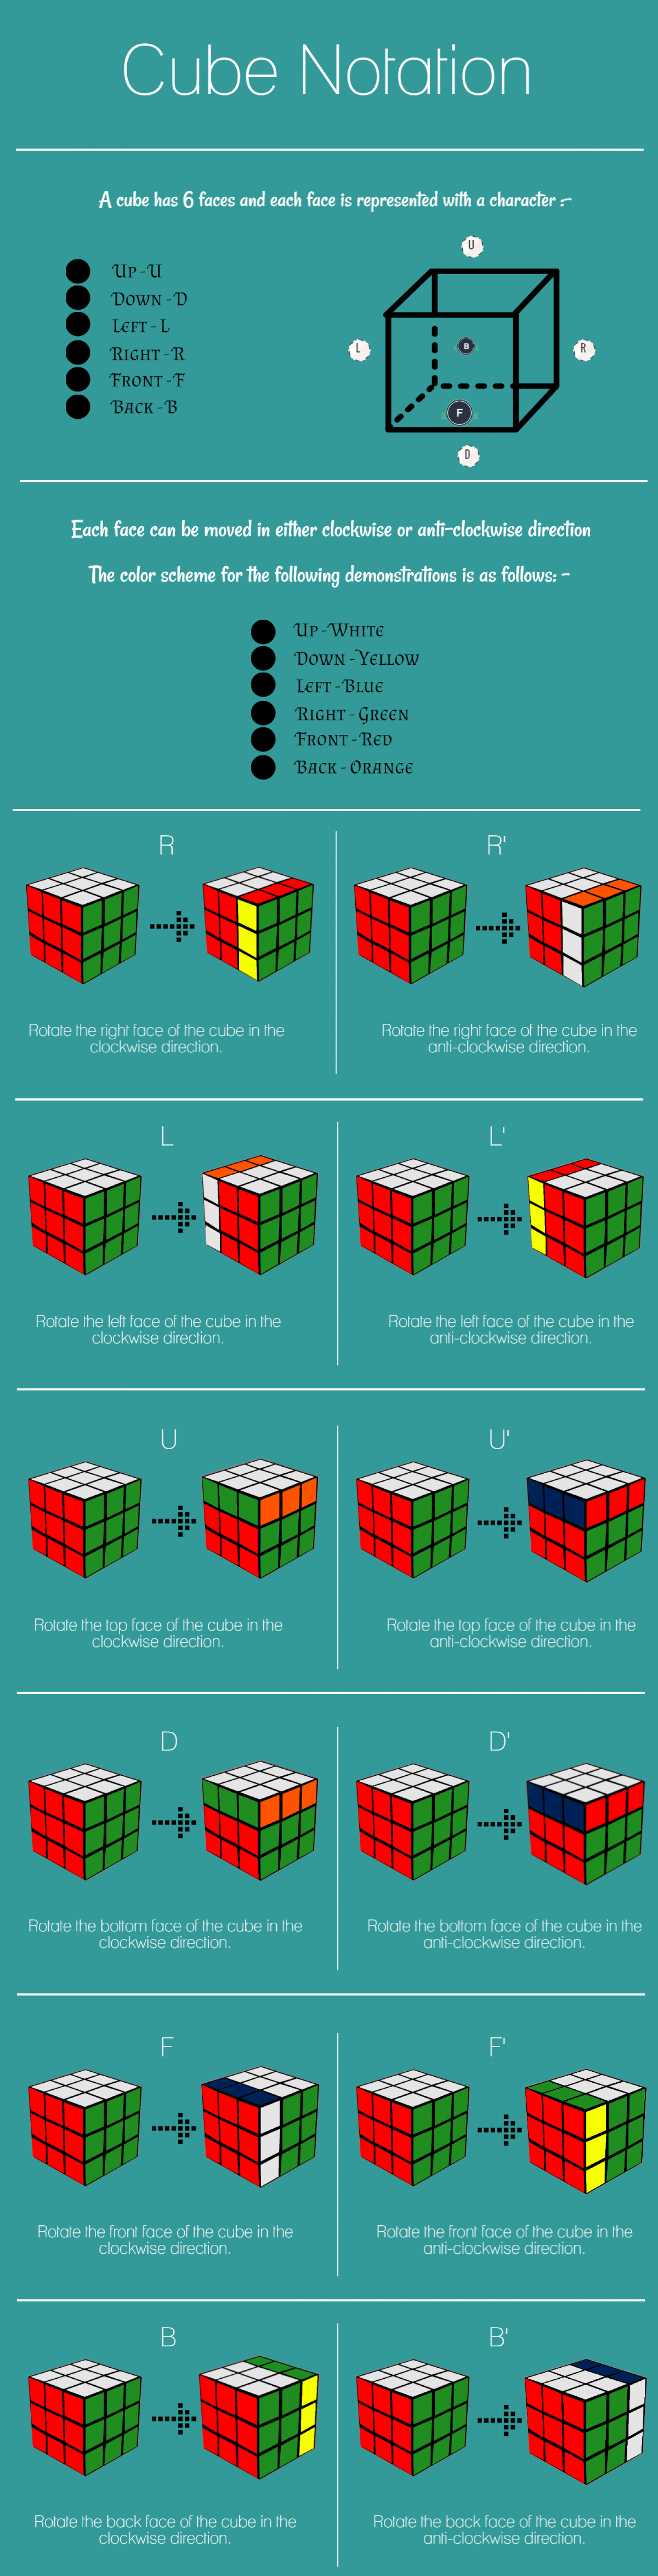 Cube Notation
A cube has 6 faces and each face is represented with a character :-
Up - U
Down - D
Left - L
Right - R
Front - F
Back - B
U
L
B
R
F
D
Each face can be moved in either clockwise or anti-clockwise direction
The color scheme for the following demonstrations is as follows: -
Up - White
Down - Yellow
Left - Blue
Right - Green
Front - Red
Back - Orange
R
Rotate the right face of the cube in the
clockwise direction.
R'
Rotate the right face of the cube in the
anti-clockwise direction.
L
Rotate the left face of the cube in the
clockwise direction.
L'
Rotate the left face of the cube in the
anti-clockwise direction.
U
Rotate the top face of the cube in the
clockwise direction.
U'
Rotate the top face of the cube in the
anti-clockwise direction.
D
Rotate the bottom face of the cube in the
clockwise direction.
D'
Rotate the bottom face of the cube in the
anti-clockwise direction.
F
Rotate the front face of the cube in the
clockwise direction.
F'
Rotate the front face of the cube in the
anti-clockwise direction.
B
Rotate the back face of the cube in the
clockwise direction.
B'
Rotate the back face of the cube in the
anti-clockwise direction.